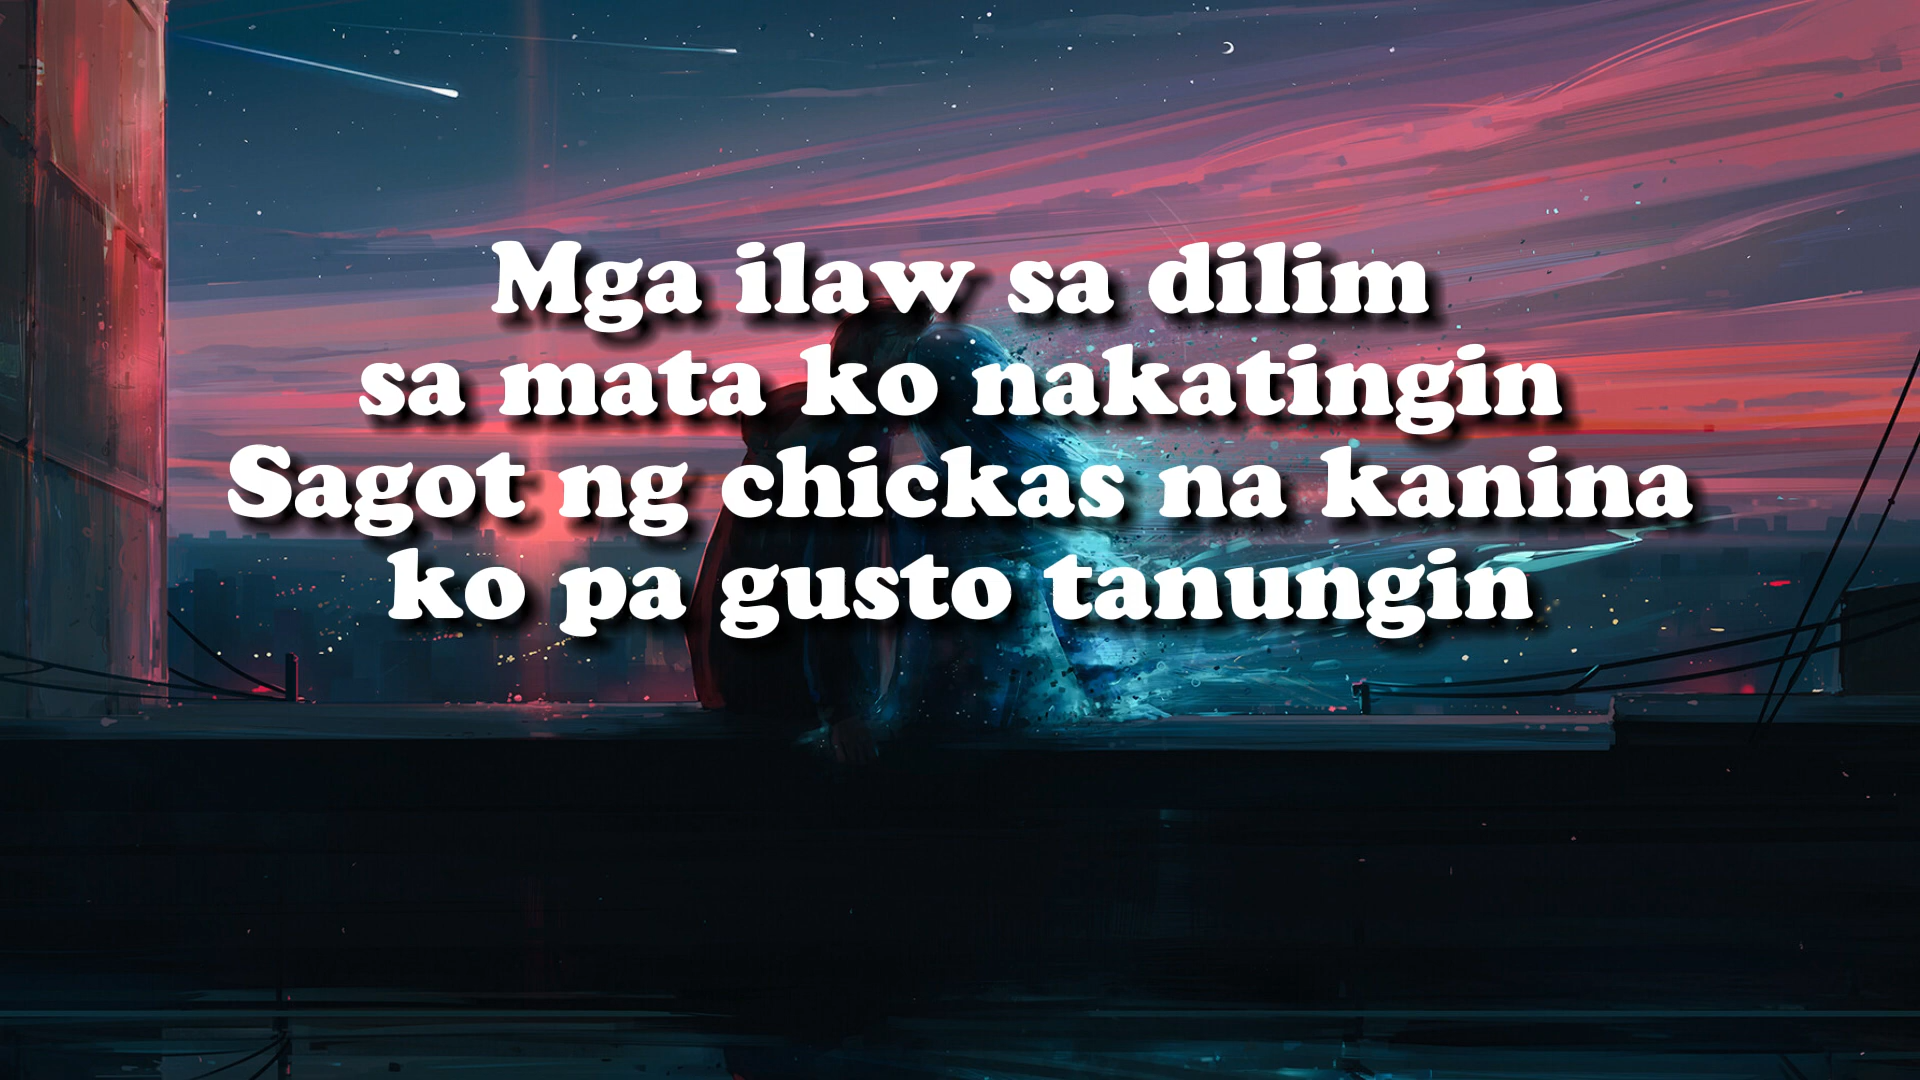 Mga ilaw sa dilim
sa mata ko nakatingin
Sagot ng chickas na kanina
ko pa gusto tanungin